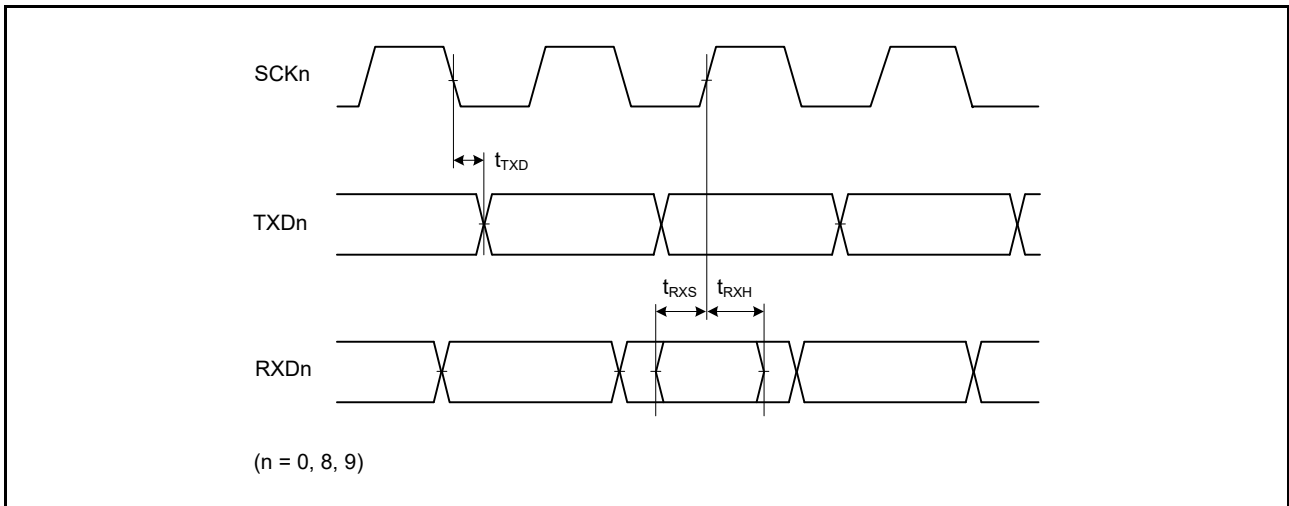 SCKn
tTXD
TXDn
tRXS tRXH
RXDn
(n = 0, 8, 9)